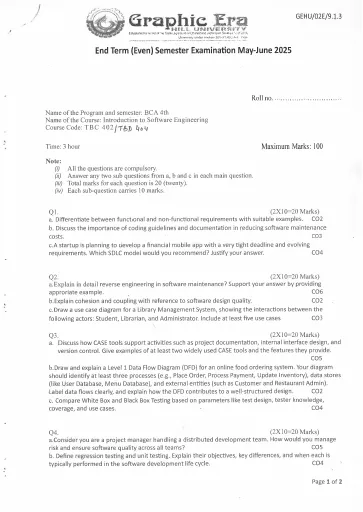 GEHU/02E/9.1.3
Graphic Era
HILL UNIVERSITY
End Term (Even) Semester Examination May-June 2025
Roll no..............................
Name of the Program and semester: BCA 4th
Name of the Course: Introduction to Software Engineering
Course Code: TBC 402/TBD 404
Time: 3 hour Maximum Marks: 100
Note:
(i) All the questions are compulsory.
(ii) Answer any two sub questions from a, b and c in each main question.
(iii) Total marks for each question is 20 (twenty).
(iv) Each sub-question carries 10 marks.
Q1. (2X10=20 Marks)
a. Differentiate between functional and non-functional requirements with suitable examples. CO2
b. Discuss the importance of coding guidelines and documentation in reducing software maintenance
costs. CO3
c.A startup is planning to develop a financial mobile app with a very tight deadline and evolving
requirements. Which SDLC model would you recommend? Justify your answer. CO4
Q2. (2X10=20 Marks)
a.Explain in detail reverse engineering in software maintenance? Support your answer by providing
approriate example. CO6
b.Explain cohesion and coupling with reference to software design quality. CO2
c.Draw a use case diagram for a Library Management System, showing the interactions between the
following actors: Student, Librarian, and Administrator. Include at least five use cases CO1
Q3. (2X10=20 Marks)
a. Discuss how CASE tools support activities such as project documentation, internal interface design, and
version control. Give examples of at least two widely used CASE tools and the features they provide.
CO5
b.Draw and explain a Level 1 Data Flow Diagram (DFD) for an online food ordering system. Your diagram
should identify at least three processes (e.g., Place Order, Process Payment, Update Inventory), data stores
(like User Database, Menu Database), and external entities (such as Customer and Restaurant Admin).
Label data flows clearly, and explain how the DFD contributes to a well-structured design. CO2
c. Compare White Box and Black Box Testing based on parameters like test design, tester knowledge,
coverage, and use cases. CO4
Q4. (2X10=20 Marks)
a.Consider you are a project manager handling a distributed development team. How would you manage
risk and ensure software quality across all teams? CO5
b. Define regression testing and unit testing. Explain their objectives, key differences, and when each is
typically performed in the software development life cycle. CO4
Page 1 of 2